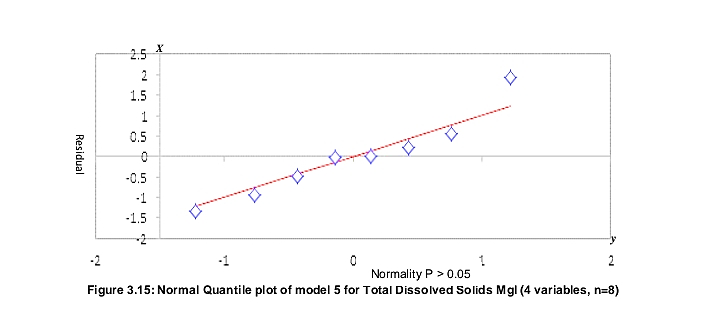 X
2.5
2
1.5
1
0.5
0
-0.5
-1
-1.5
-2
Residual
y
-2 -1 0 1 2
Normality P > 0.05
Figure 3.15: Normal Quantile plot of model 5 for Total Dissolved Solids Mgl (4 variables, n=8)